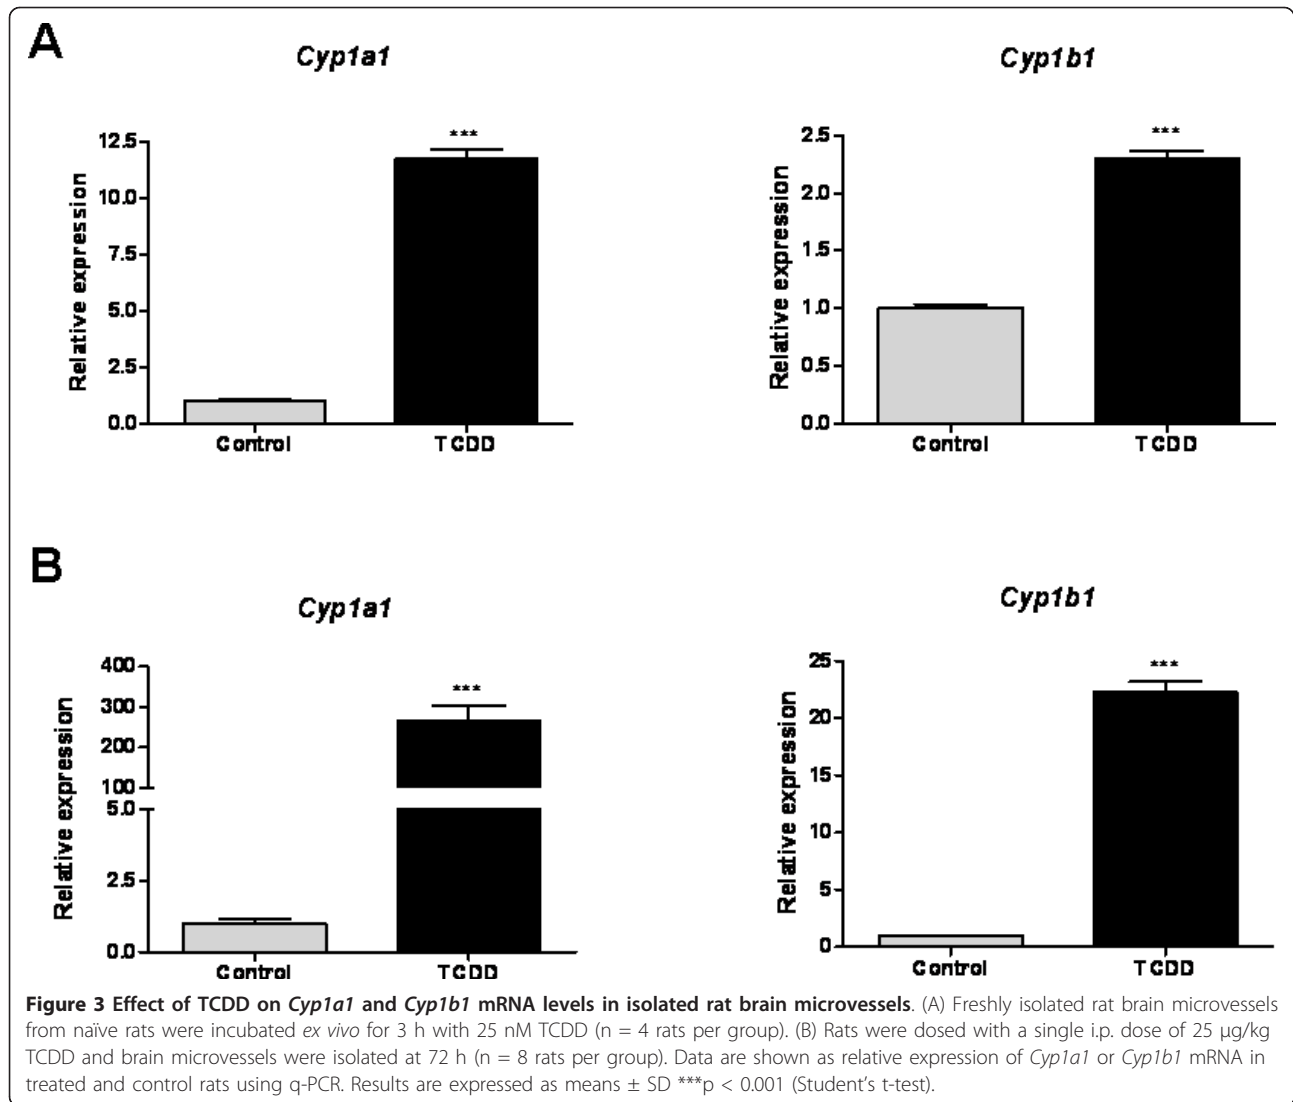 A
Cyp1a1
Cyp1b1
Relative expression
12.5
10.0
7.5
5.0
2.5
0.0
***
Control
TCDD
Relative expression
2.5
2.0
1.5
1.0
0.5
0.0
***
Control
TCDD
B
Cyp1a1
Cyp1b1
Relative expression
400
300
200
100
5.0
2.5
0.0
***
Control
TCDD
Relative expression
25
20
15
10
5
0
***
Control
TCDD
Figure 3 Effect of TCDD on Cyp1a1 and Cyp1b1 mRNA levels in isolated rat brain microvessels. (A) Freshly isolated rat brain microvessels
from naïve rats were incubated ex vivo for 3 h with 25 nM TCDD (n = 4 rats per group). (B) Rats were dosed with a single i.p. dose of 25 μg/kg
TCDD and brain microvessels were isolated at 72 h (n = 8 rats per group). Data are shown as relative expression of Cyp1a1 or Cyp1b1 mRNA in
treated and control rats using q-PCR. Results are expressed as means ± SD ***p < 0.001 (Student's t-test).